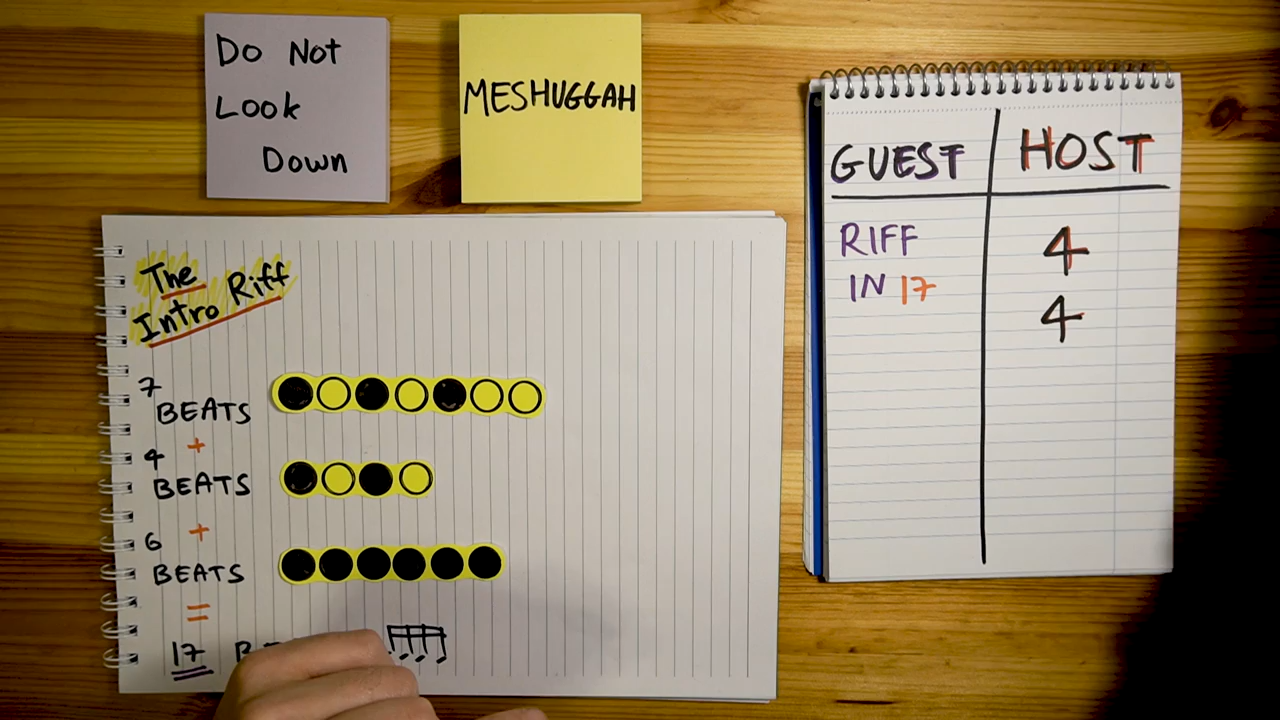 Do Not
Look
Down
MESHUGGAH
The
Intro Riff
7
BEATS
+
4
BEATS
+
6
BEATS
=
17
GUEST HOST
RIFF 4
IN 17 4